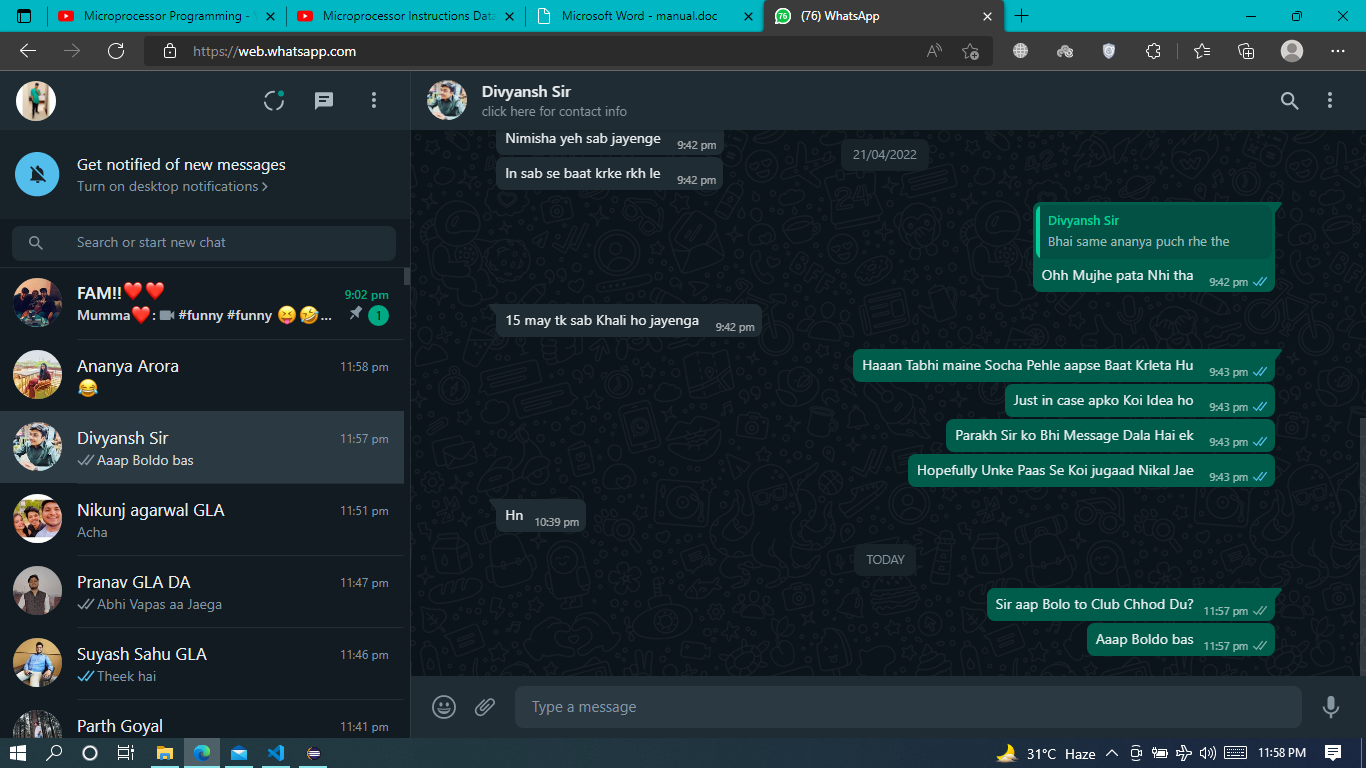 Microprocessor Programming -
Microprocessor Instructions Data
Microsoft Word - manual.doc
76
(76) WhatsApp
https://web.whatsapp.com
Get notified of new messages
Turn on desktop notifications >
Search or start new chat
FAM!!❤️❤️
9:02 pm
Mumma❤️: #funny #funny 😝🤣...
1
Ananya Arora
11:58 pm
😂
Divyansh Sir
11:57 pm
Aaap Boldo bas
Nikunj agarwal GLA
11:51 pm
Acha
Pranav GLA DA
11:47 pm
Abhi Vapas aa Jaega
Suyash Sahu GLA
11:46 pm
Theek hai
Parth Goyal
11:41 pm
Divyansh Sir
click here for contact info
Nimisha yeh sab jayenge 9:42 pm
21/04/2022
In sab se baat krke rkh le 9:42 pm
Divyansh Sir
Bhai same ananya puch rhe the
Ohh Mujhe pata Nhi tha 9:42 pm
15 may tk sab Khali ho jayenga 9:42 pm
Haaan Tabhi maine Socha Pehle aapse Baat Krleta Hu 9:43 pm
Just in case apko Koi Idea ho 9:43 pm
Parakh Sir ko Bhi Message Dala Hai ek 9:43 pm
Hopefully Unke Paas Se Koi jugaad Nikal Jae 9:43 pm
Hn 10:39 pm
TODAY
Sir aap Bolo to Club Chhod Du? 11:57 pm
Aaap Boldo bas 11:57 pm
Type a message
31°C Haze
11:58 PM